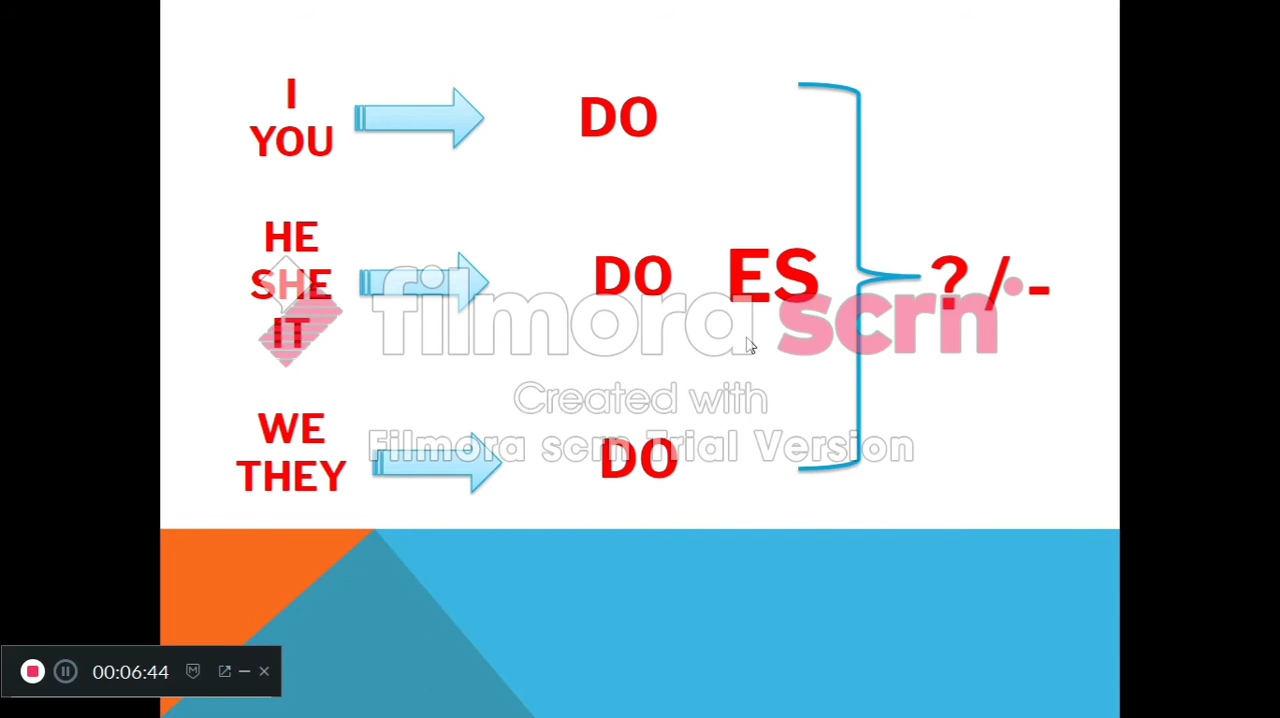 I
YOU
DO
HE
SHE
IT
DO ES
? / -
filmora scrn
Created with
Filmora scrn Trial Version
WE
THEY
DO
00:06:44